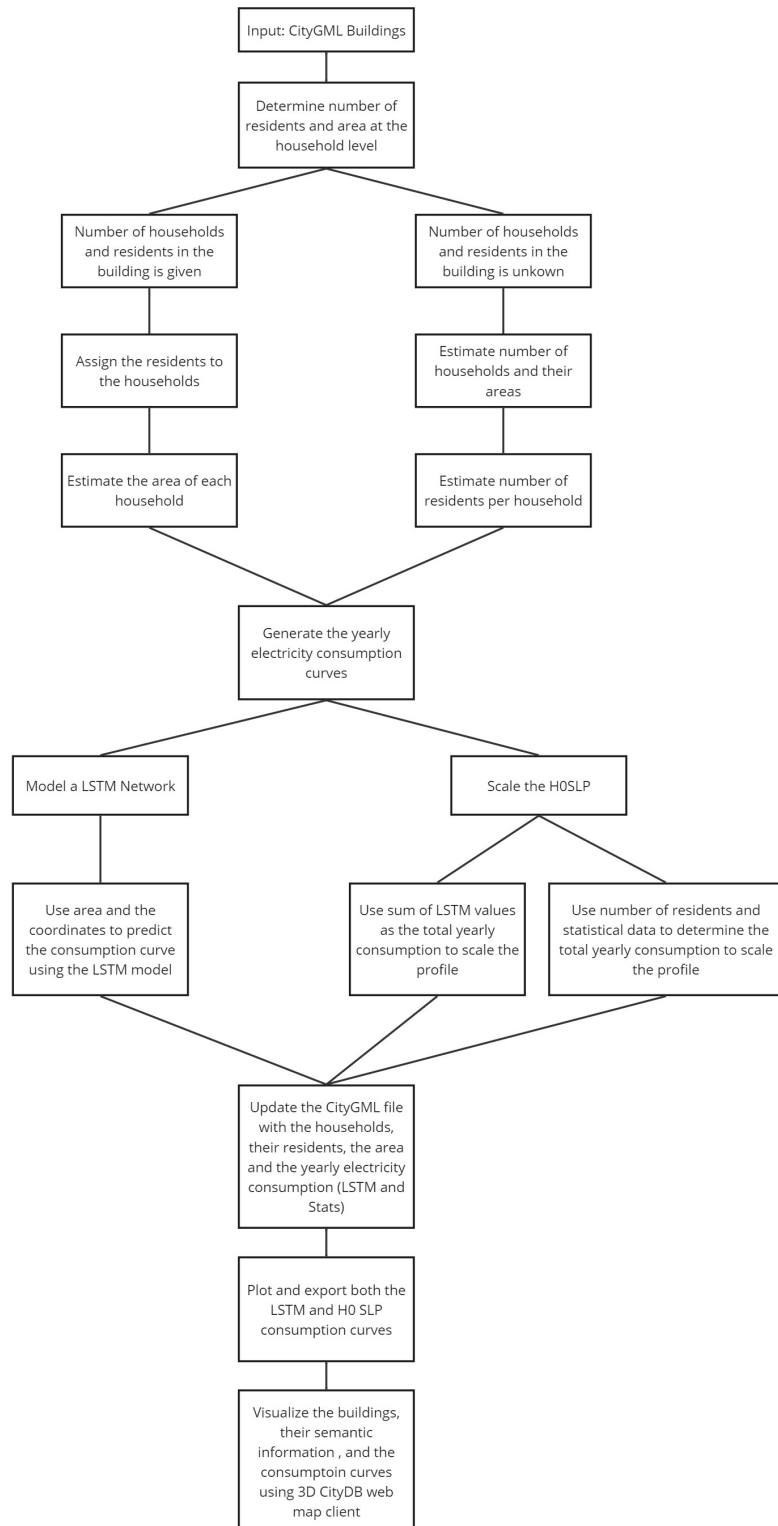 Input: CityGML Buildings
Determine number of
residents and area at the
household level
Number of households
and residents in the
building is given
Number of households
and residents in the
building is unkown
Assign the residents to
the households
Estimate number of
households and their
areas
Estimate the area of each
household
Estimate number of
residents per household
Generate the yearly
electricity consumption
curves
Model a LSTM Network
Scale the H0SLP
Use area and the
coordinates to predict
the consumption curve
using the LSTM model
Use sum of LSTM values
as the total yearly
consumption to scale the
profile
Use number of residents and
statistical data to determine the
total yearly consumption to scale
the profile
Update the CityGML file
with the households,
their residents, the area
and the yearly electricity
consumption (LSTM and
Stats)
Plot and export both the
LSTM and H0 SLP
consumption curves
Visualize the buildings,
their semantic
information , and the
consumptoin curves
using 3D CityDB web
map client